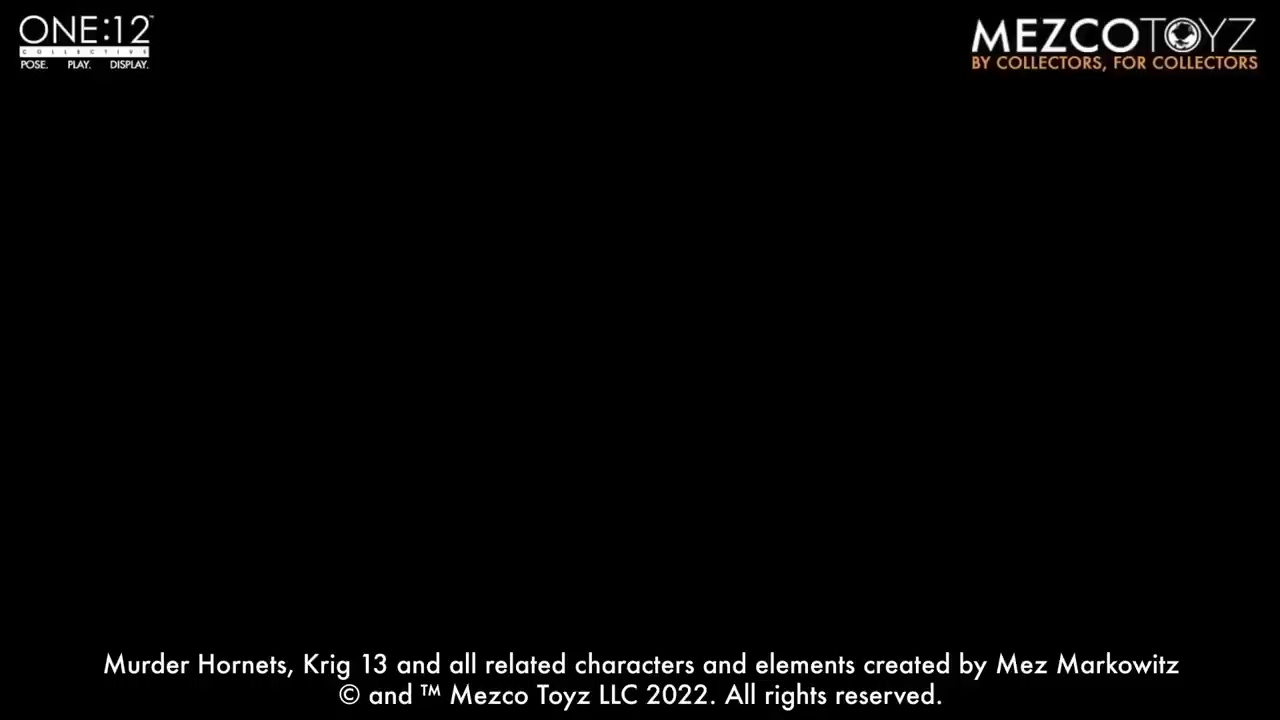 ONE:12™
COLLECTIVE
POSE. PLAY. DISPLAY.
MEZCOTOYZ
BY COLLECTORS, FOR COLLECTORS
Murder Hornets, Krig 13 and all related characters and elements created by Mez Markowitz
© and ™ Mezco Toyz LLC 2022. All rights reserved.